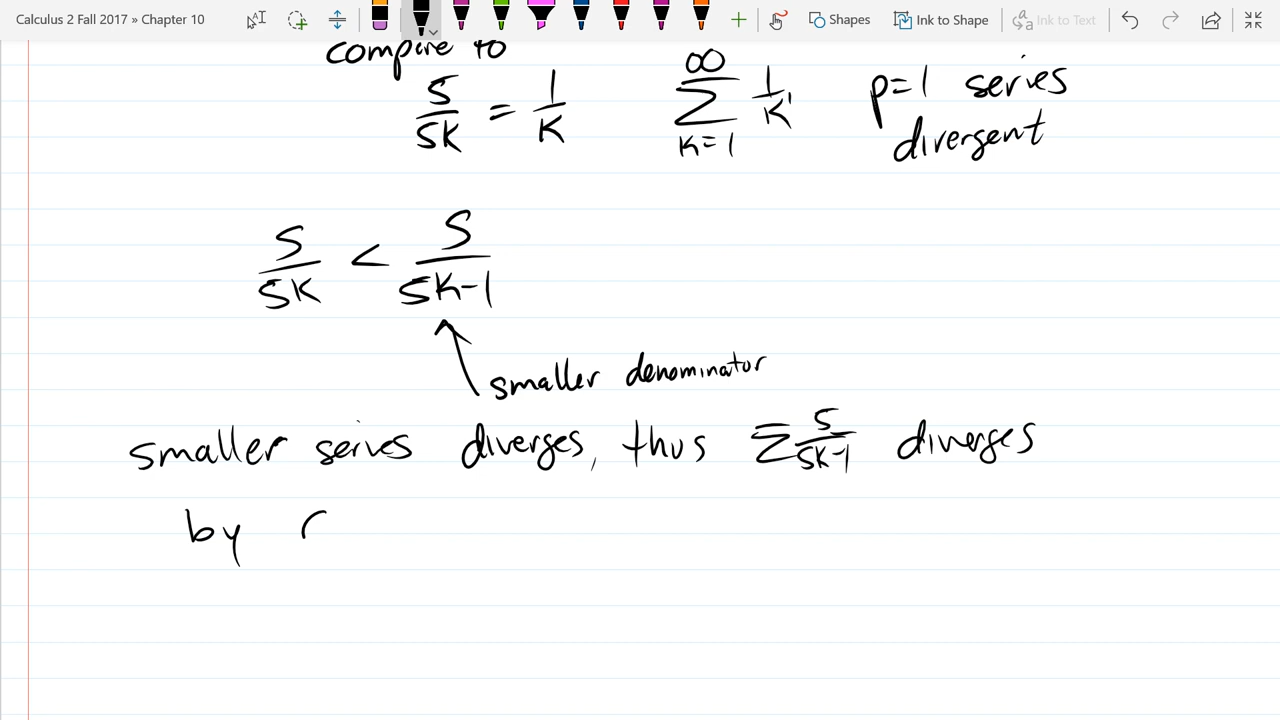 Calculus 2 Fall 2017 » Chapter 10 Shapes Ink to Shape Ink to Text
compare to
5/5k = 1/k ∞ ∑ k=1 1/k¹ p=1 series
divergent
5/5k < 5/5k-1
smaller denominator
smaller series diverges, thus ∑ 5/5k-1 diverges
by C